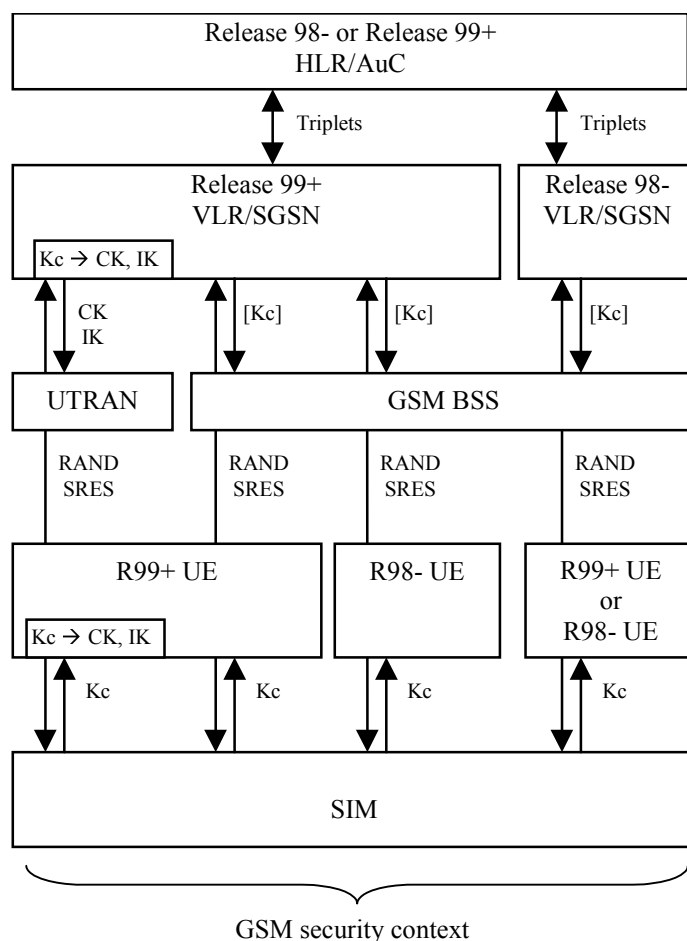 Release 98- or Release 99+
HLR/AuC
Triplets
Triplets
Release 99+
VLR/SGSN
Release 98-
VLR/SGSN
Kc → CK, IK
CK
IK
[Kc]
[Kc]
[Kc]
UTRAN
GSM BSS
RAND
SRES
RAND
SRES
RAND
SRES
RAND
SRES
R99+ UE
R98- UE
R99+ UE
or
R98- UE
Kc → CK, IK
Kc
Kc
Kc
Kc
SIM
GSM security context